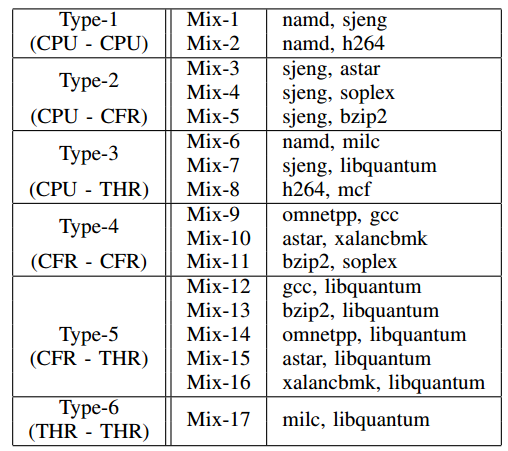 Type-1
(CPU - CPU)
Mix-1 namd, sjeng
Mix-2 namd, h264
Type-2
(CPU - CFR)
Mix-3 sjeng, astar
Mix-4 sjeng, soplex
Mix-5 sjeng, bzip2
Type-3
(CPU - THR)
Mix-6 namd, milc
Mix-7 sjeng, libquantum
Mix-8 h264, mcf
Type-4
(CFR - CFR)
Mix-9 omnetpp, gcc
Mix-10 astar, xalancbmk
Mix-11 bzip2, soplex
Type-5
(CFR - THR)
Mix-12 gcc, libquantum
Mix-13 bzip2, libquantum
Mix-14 omnetpp, libquantum
Mix-15 astar, libquantum
Mix-16 xalancbmk, libquantum
Type-6
(THR - THR)
Mix-17 milc, libquantum